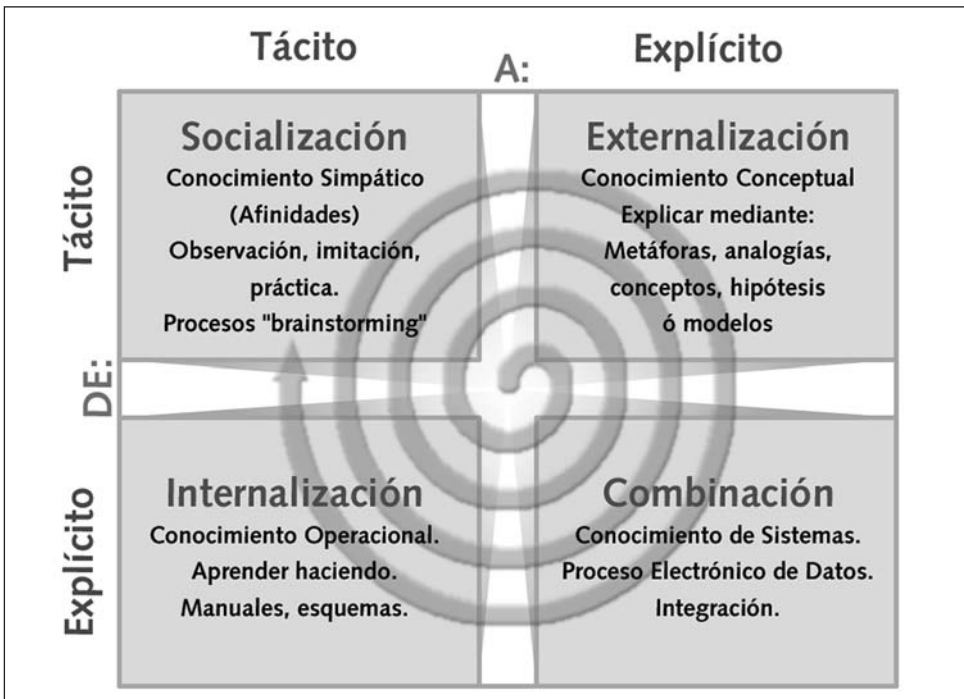 Tácito
A:
Explícito
Tácito
Socialización
Conocimiento Simpático
(Afinidades)
Observación, imitación,
práctica.
Procesos "brainstorming"
Externalización
Conocimiento Conceptual
Explicar mediante:
Metáforas, analogías,
conceptos, hipótesis
ó modelos
DE:
Explícito
Internalización
Conocimiento Operacional.
Aprender haciendo.
Manuales, esquemas.
Combinación
Conocimiento de Sistemas.
Proceso Electrónico de Datos.
Integración.